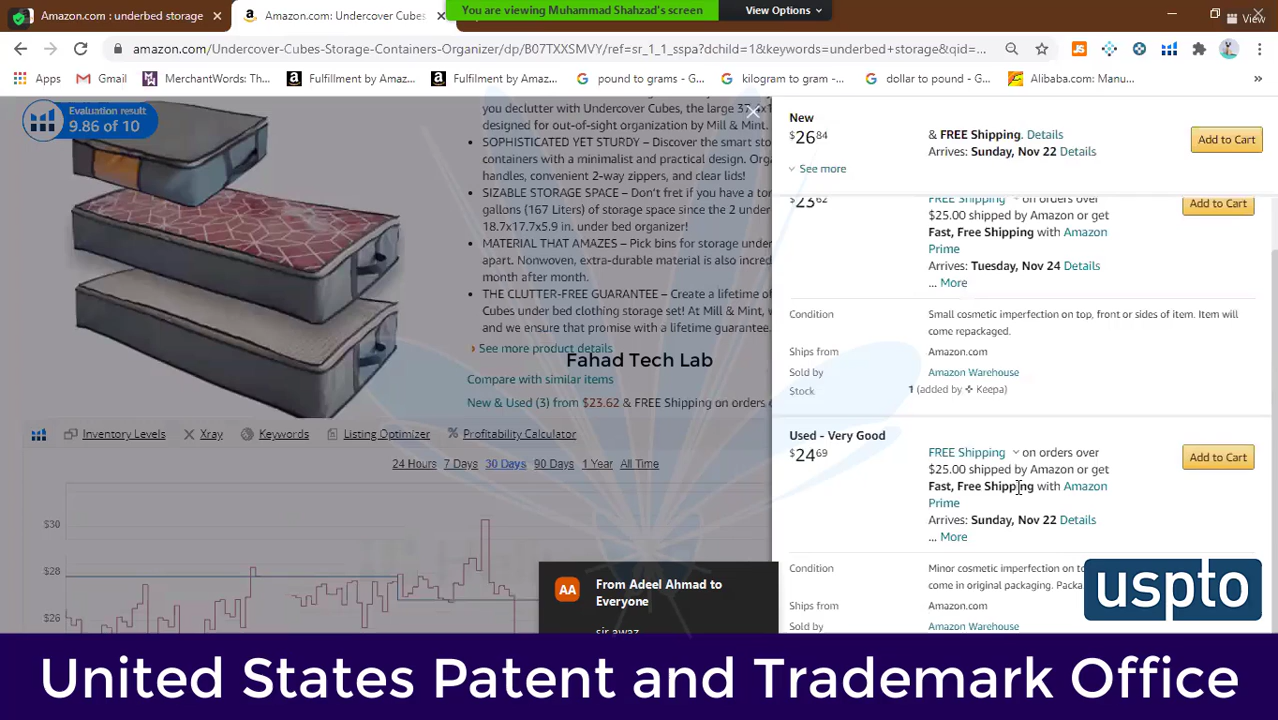 You are viewing Muhammad Shahzad's screen
View Options
View
Amazon.com : underbed storage
Amazon.com: Undercover Cubes
amazon.com/Undercover-Cubes-Storage-Containers-Organizer/dp/B07TXXSMVY/ref=sr_1_1_sspa?dchild=1&keywords=underbed+storage&qid=...
Apps
Gmail
MerchantWords: Th...
Fulfillment by Amaz...
Fulfilment by Amaz...
pound to grams - G...
kilogram to gram -...
dollar to pound - G...
Alibaba.com: Manu...
Evaluation result
9.86 of 10
you declutter with Undercover Cubes, the large 37.4x1
designed for out-of-sight organization by Mill & Mint.
SOPHISTICATED YET STURDY – Discover the smart sto
containers with a minimalist and practical design. Orga
handles, convenient 2-way zippers, and clear lids!
SIZABLE STORAGE SPACE – Don't fret if you have a to
gallons (167 Liters) of storage space since the 2 under
18.7x17.7x5.9 in. under bed organizer!
MATERIAL THAT AMAZES – Pick bins for storage under
apart. Nonwoven, extra-durable material is also incred
month after month.
THE CLUTTER-FREE GUARANTEE – Create a lifetime of
Cubes under bed clothing storage set! At Mill & Mint, w
and we ensure that promise with a lifetime guarantee.
› See more product details
Fahad Tech Lab
Compare with similar items
New & Used (3) from $23.62 & FREE Shipping on orders o
Inventory Levels
Xray
Keywords
Listing Optimizer
Profitability Calculator
24 Hours 7 Days 30 Days 90 Days 1 Year All Time
$30
$28
$26
New
$26 84
& FREE Shipping. Details
Arrives: Sunday, Nov 22 Details
Add to Cart
See more
$23 62
FREE Shipping on orders over
$25.00 shipped by Amazon or get
Fast, Free Shipping with Amazon
Prime
Arrives: Tuesday, Nov 24 Details
... More
Add to Cart
Condition
Small cosmetic imperfection on top, front or sides of item. Item will
come repackaged.
Ships from
Amazon.com
Sold by
Amazon Warehouse
Stock
1 (added by Keepa)
Used - Very Good
$24 69
FREE Shipping on orders over
$25.00 shipped by Amazon or get
Fast, Free Shipping with Amazon
Prime
Arrives: Sunday, Nov 22 Details
... More
Add to Cart
Condition
Minor cosmetic imperfection on to
come in original packaging. Packa
Ships from
Amazon.com
Sold by
Amazon Warehouse
AA
From Adeel Ahmad to
Everyone
sir awaz
uspto
United States Patent and Trademark Office